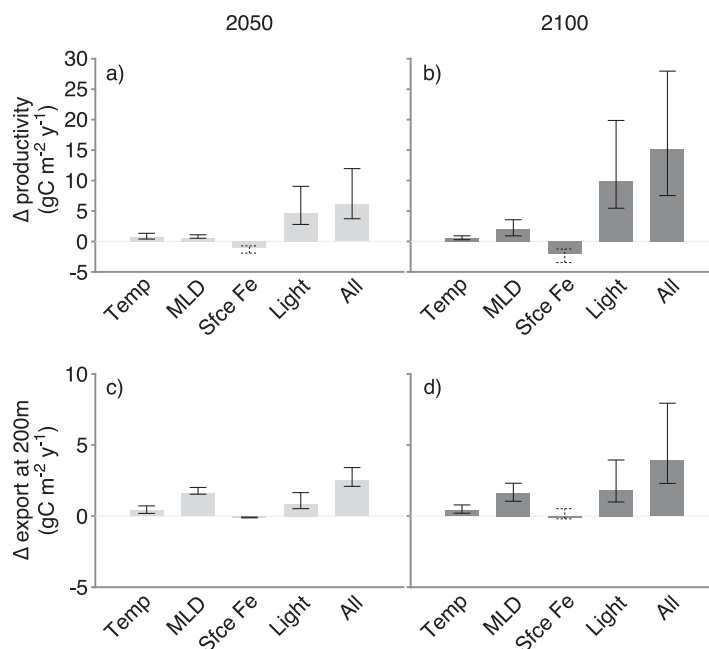 2050
2100
Δ productivity
(gC m-2 y-1)
30
25
20
15
10
5
0
-5
a)
b)
Temp
MLD
Sfce Fe
Light
All
Temp
MLD
Sfce Fe
Light
All
Δ export at 200m
(gC m-2 y-1)
10
5
0
-5
c)
d)
Temp
MLD
Sfce Fe
Light
All
Temp
MLD
Sfce Fe
Light
All